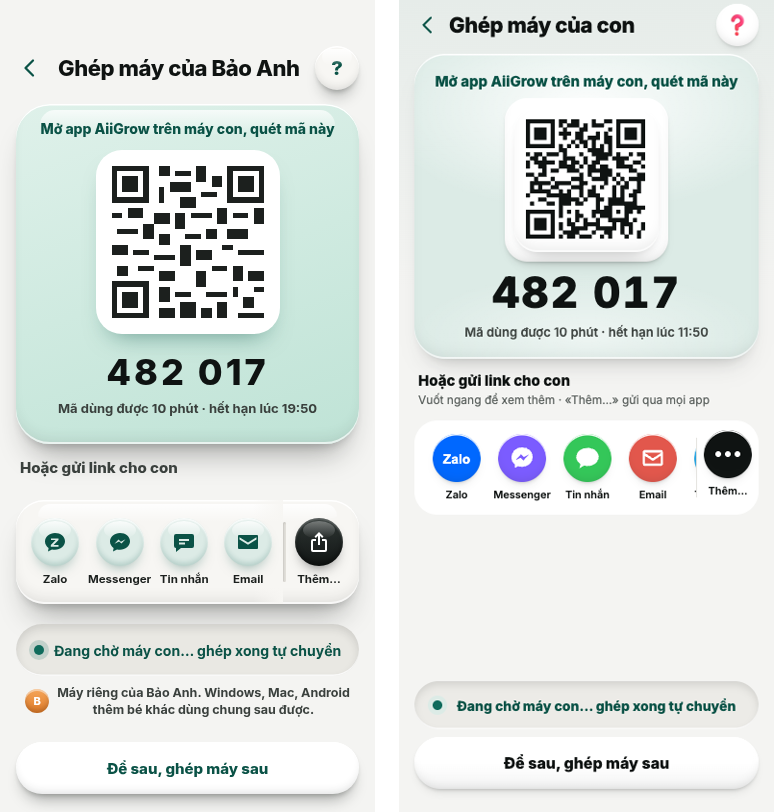 Ghép máy của Bảo Anh
?
Mở app AiiGrow trên máy con, quét mã này
482 017
Mã dùng được 10 phút · hết hạn lúc 19:50
Hoặc gửi link cho con
Zalo
Messenger
Tin nhắn
Email
Thêm...
Đang chờ máy con... ghép xong tự chuyển
B
Máy riêng của Bảo Anh. Windows, Mac, Android
thêm bé khác dùng chung sau được.
Để sau, ghép máy sau
Ghép máy của con
?
Mở app AiiGrow trên máy con, quét mã này
482 017
Mã dùng được 10 phút · hết hạn lúc 11:50
Hoặc gửi link cho con
Vuốt ngang để xem thêm · «Thêm...» gửi qua mọi app
Zalo
Zalo
Messenger
Tin nhắn
Email
Thêm...
Đang chờ máy con... ghép xong tự chuyển
Để sau, ghép máy sau